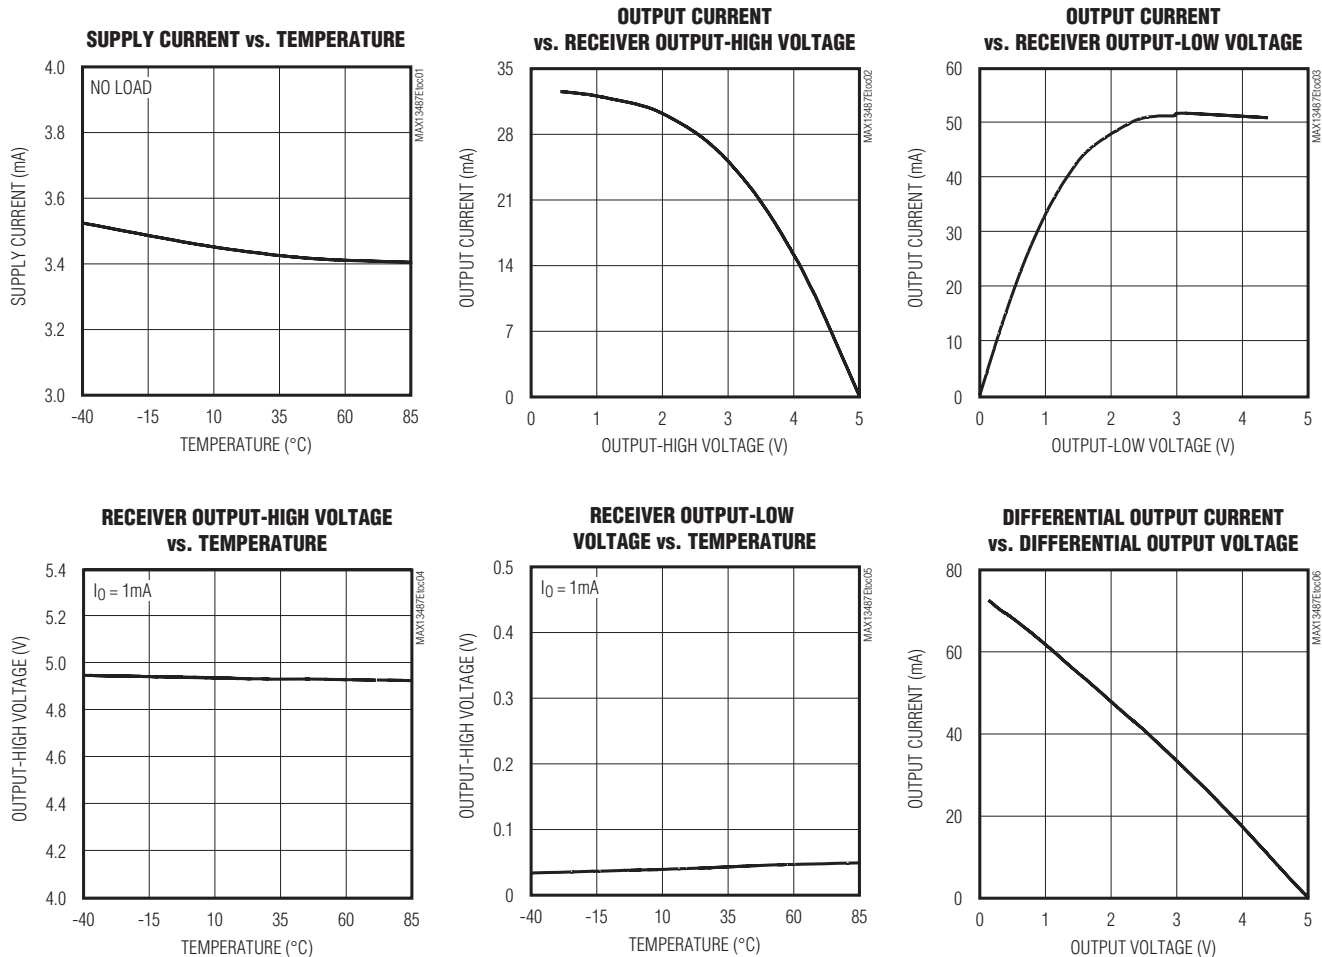 SUPPLY CURRENT vs. TEMPERATURE
4.0
3.8
3.6
3.4
3.2
3.0
SUPPLY CURRENT (mA)
NO LOAD
MAX13487Etoc01
-40 -15 10 35 60 85
TEMPERATURE (°C)
OUTPUT CURRENT
vs. RECEIVER OUTPUT-HIGH VOLTAGE
35
28
21
14
7
0
OUTPUT CURRENT (mA)
MAX13487Etoc02
0 1 2 3 4 5
OUTPUT-HIGH VOLTAGE (V)
OUTPUT CURRENT
vs. RECEIVER OUTPUT-LOW VOLTAGE
60
50
40
30
20
10
0
OUTPUT CURRENT (mA)
MAX13487Etoc03
0 1 2 3 4 5
OUTPUT-LOW VOLTAGE (V)
RECEIVER OUTPUT-HIGH VOLTAGE
vs. TEMPERATURE
5.4
5.2
5.0
4.8
4.6
4.4
4.2
4.0
OUTPUT-HIGH VOLTAGE (V)
IO = 1mA
MAX13487Etoc04
-40 -15 10 35 60 85
TEMPERATURE (°C)
RECEIVER OUTPUT-LOW
VOLTAGE vs. TEMPERATURE
0.5
0.4
0.3
0.2
0.1
0
OUTPUT-HIGH VOLTAGE (V)
IO = 1mA
MAX13487Etoc05
-40 -15 10 35 60 85
TEMPERATURE (°C)
DIFFERENTIAL OUTPUT CURRENT
vs. DIFFERENTIAL OUTPUT VOLTAGE
80
60
40
20
0
OUTPUT CURRENT (mA)
MAX13487Etoc06
0 1 2 3 4 5
OUTPUT VOLTAGE (V)